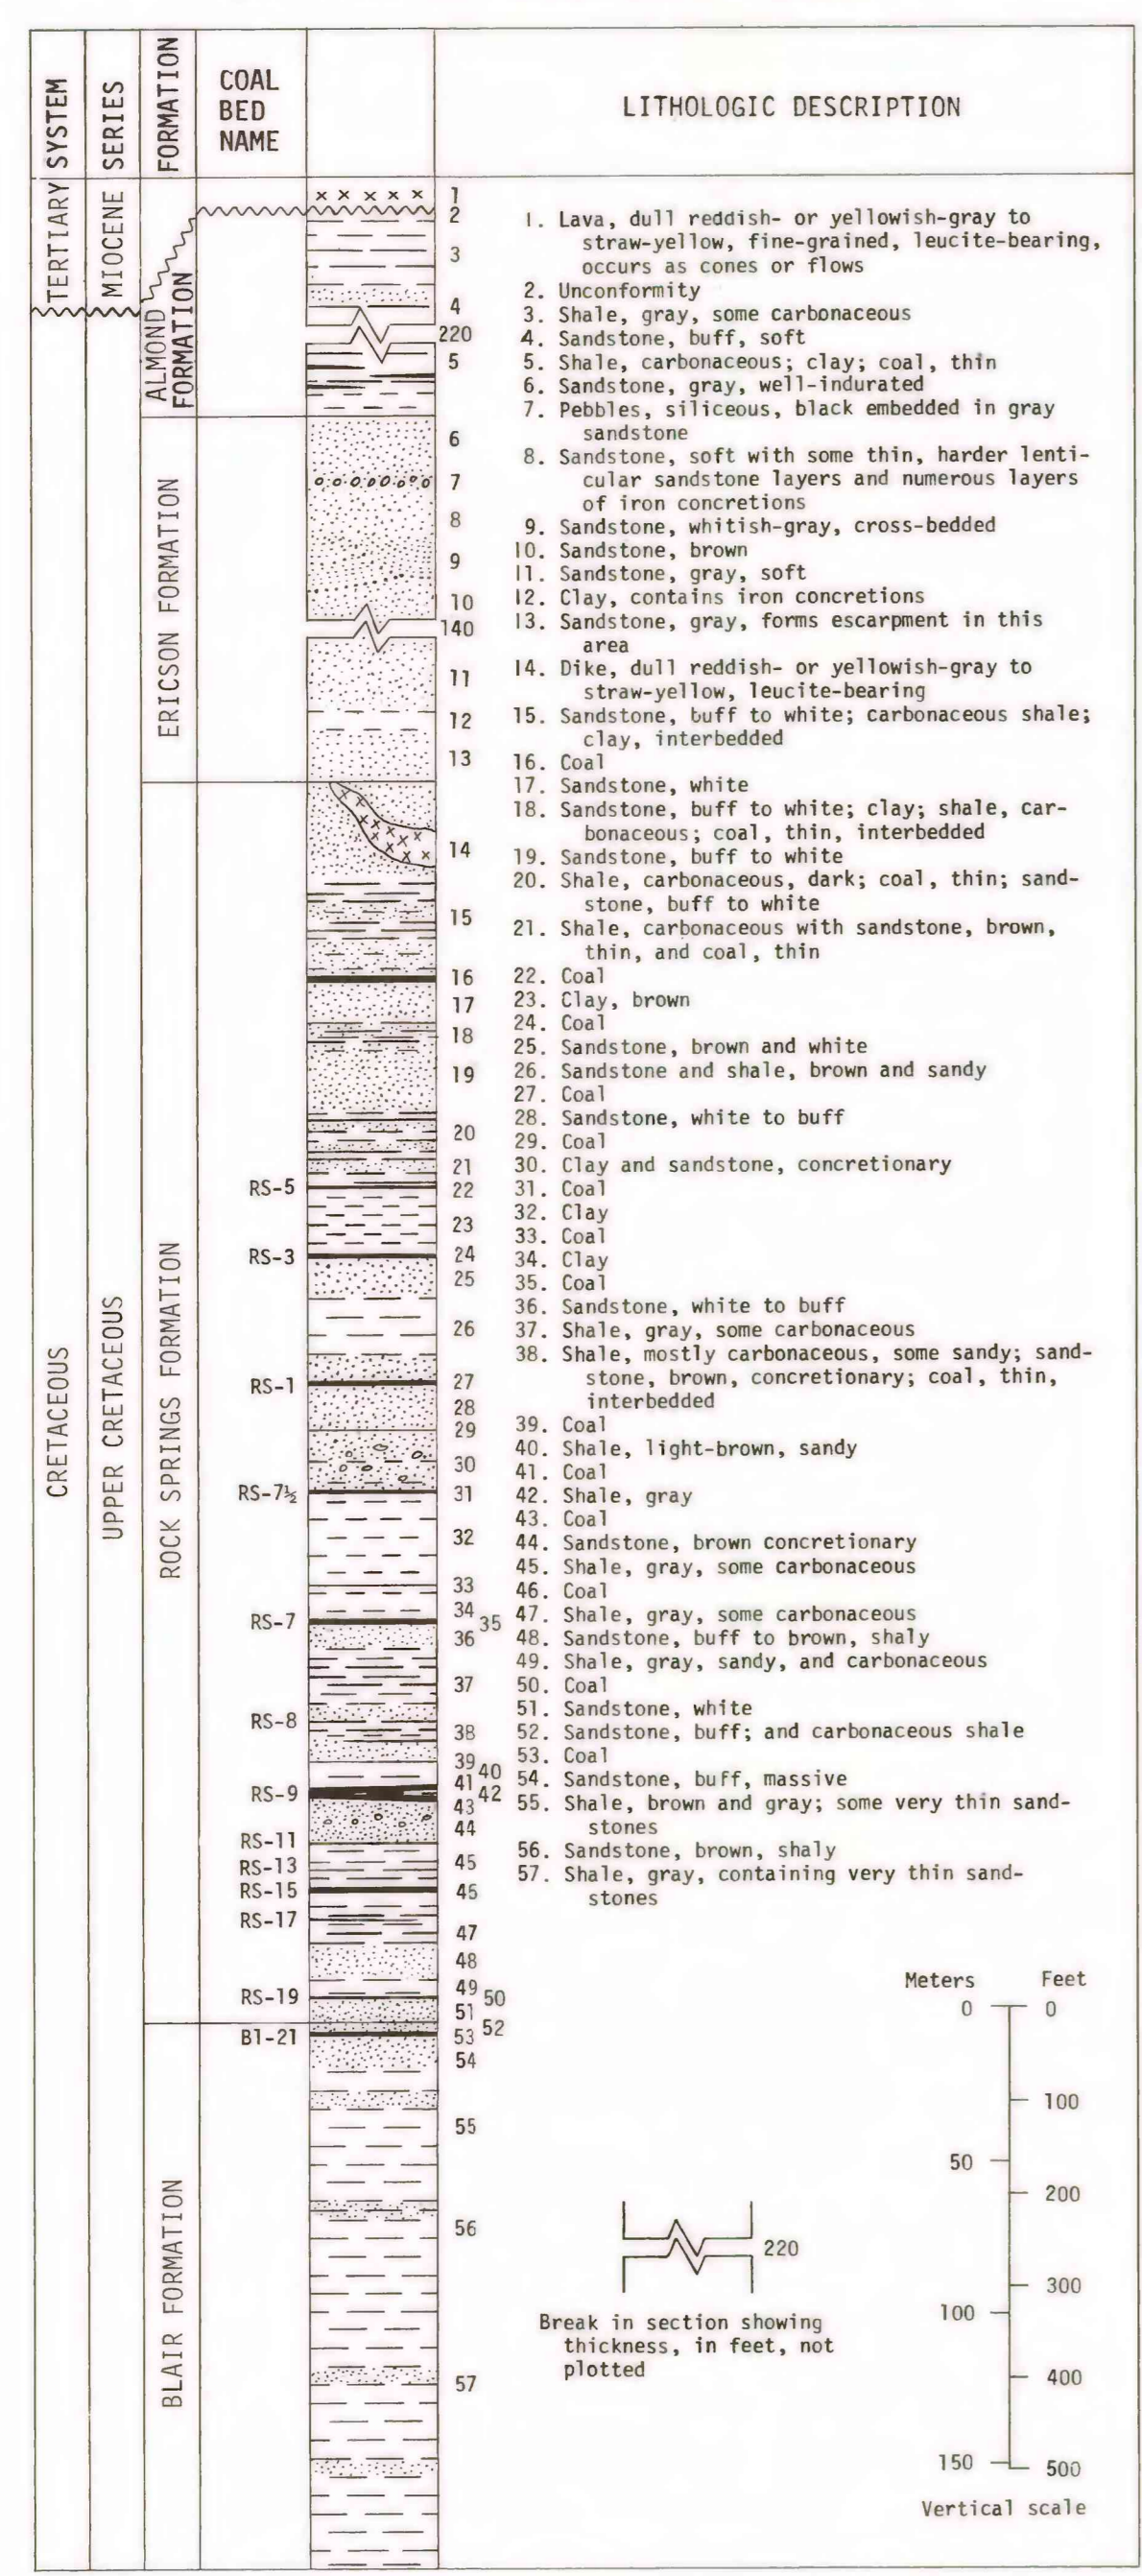 SYSTEM
SERIES
FORMATION
COAL
BED
NAME
LITHOLOGIC DESCRIPTION
TERTIARY
MIOCENE
ALMOND
FORMATION
ERICSON FORMATION
CRETACEOUS
UPPER CRETACEOUS
ROCK SPRINGS FORMATION
BLAIR FORMATION
RS-5
RS-3
RS-1
RS-7½
RS-7
RS-8
RS-9
RS-11
RS-13
RS-15
RS-17
RS-19
Bl-21
1
2
3
4
220
5
6
7
8
9
10
140
11
12
13
14
15
16
17
18
19
20
21
22
23
24
25
26
27
28
29
30
31
32
33
34
35
36
37
38
39
40
41
42
43
44
45
45
47
48
49
50
51
52
53
54
55
56
57
1. Lava, dull reddish- or yellowish-gray to
straw-yellow, fine-grained, leucite-bearing,
occurs as cones or flows
2. Unconformity
3. Shale, gray, some carbonaceous
4. Sandstone, buff, soft
5. Shale, carbonaceous; clay; coal, thin
6. Sandstone, gray, well-indurated
7. Pebbles, siliceous, black embedded in gray
sandstone
8. Sandstone, soft with some thin, harder lenti-
cular sandstone layers and numerous layers
of iron concretions
9. Sandstone, whitish-gray, cross-bedded
10. Sandstone, brown
11. Sandstone, gray, soft
12. Clay, contains iron concretions
13. Sandstone, gray, forms escarpment in this
area
14. Dike, dull reddish- or yellowish-gray to
straw-yellow, leucite-bearing
15. Sandstone, buff to white; carbonaceous shale;
clay, interbedded
16. Coal
17. Sandstone, white
18. Sandstone, buff to white; clay; shale, car-
bonaceous; coal, thin, interbedded
19. Sandstone, buff to white
20. Shale, carbonaceous, dark; coal, thin; sand-
stone, buff to white
21. Shale, carbonaceous with sandstone, brown,
thin, and coal, thin
22. Coal
23. Clay, brown
24. Coal
25. Sandstone, brown and white
26. Sandstone and shale, brown and sandy
27. Coal
28. Sandstone, white to buff
29. Coal
30. Clay and sandstone, concretionary
31. Coal
32. Clay
33. Coal
34. Clay
35. Coal
36. Sandstone, white to buff
37. Shale, gray, some carbonaceous
38. Shale, mostly carbonaceous, some sandy; sand-
stone, brown, concretionary; coal, thin,
interbedded
39. Coal
40. Shale, light-brown, sandy
41. Coal
42. Shale, gray
43. Coal
44. Sandstone, brown concretionary
45. Shale, gray, some carbonaceous
46. Coal
47. Shale, gray, some carbonaceous
48. Sandstone, buff to brown, shaly
49. Shale, gray, sandy, and carbonaceous
50. Coal
51. Sandstone, white
52. Sandstone, buff; and carbonaceous shale
53. Coal
54. Sandstone, buff, massive
55. Shale, brown and gray; some very thin sand-
stones
56. Sandstone, brown, shaly
57. Shale, gray, containing very thin sand-
stones
220
Break in section showing
thickness, in feet, not
plotted
Meters Feet
0 0
100
50
200
300
100
400
150 500
Vertical scale